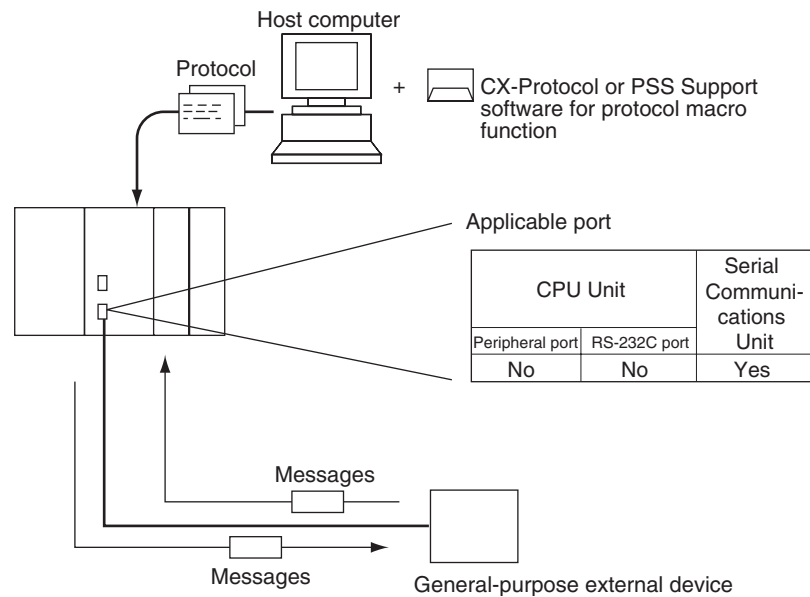 Host computer
Protocol
+
CX-Protocol or PSS Support
software for protocol macro
function
Applicable port
CPU Unit
Serial
Communi-
cations
Unit
Peripheral port
RS-232C port
No
No
Yes
Messages
Messages
General-purpose external device